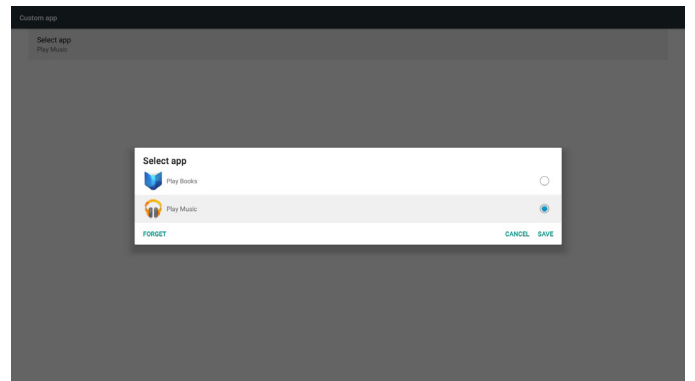 Custom app
Select app
Play Music
Select app
Play Books
Play Music
FORGET
CANCEL SAVE